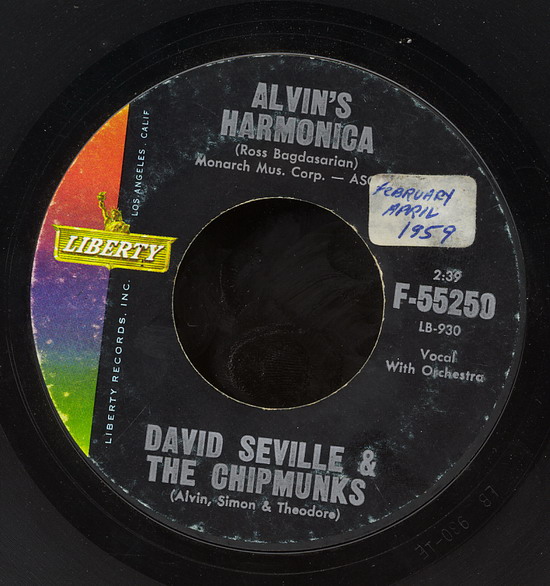 ALVIN'S
HARMONICA
(Ross Bagdasarian)
Monarch Mus. Corp. — ASC
FEBRUARY
APRIL
1959
LOS ANGELES, CALIF
LIBERTY
LIBERTY RECORDS, INC.
2:39
F-55250
LB-930
Vocal
With Orchestra
DAVID SEVILLE &
THE CHIPMUNKS
(Alvin, Simon & Theodore)